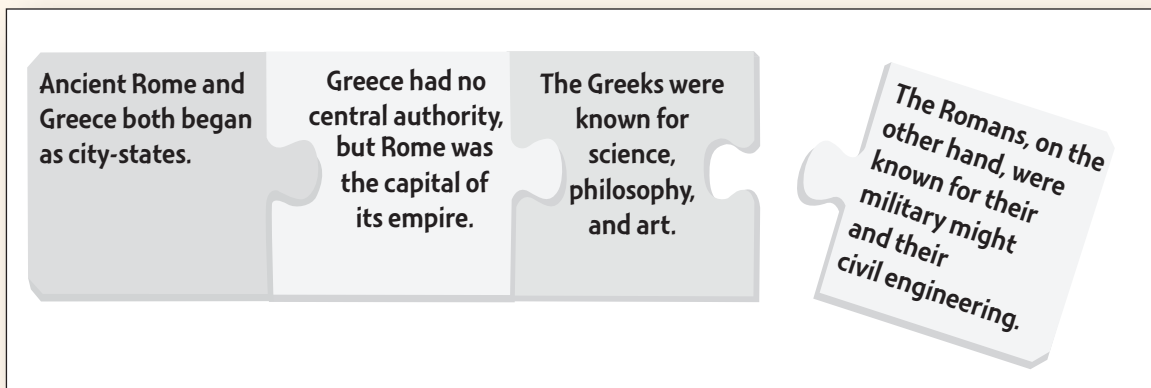 Ancient Rome and
Greece both began
as city-states.
Greece had no
central authority,
but Rome was
the capital of
its empire.
The Greeks were
known for
science,
philosophy,
and art.
The Romans, on the
other hand, were
known for their
military might
and their
civil engineering.